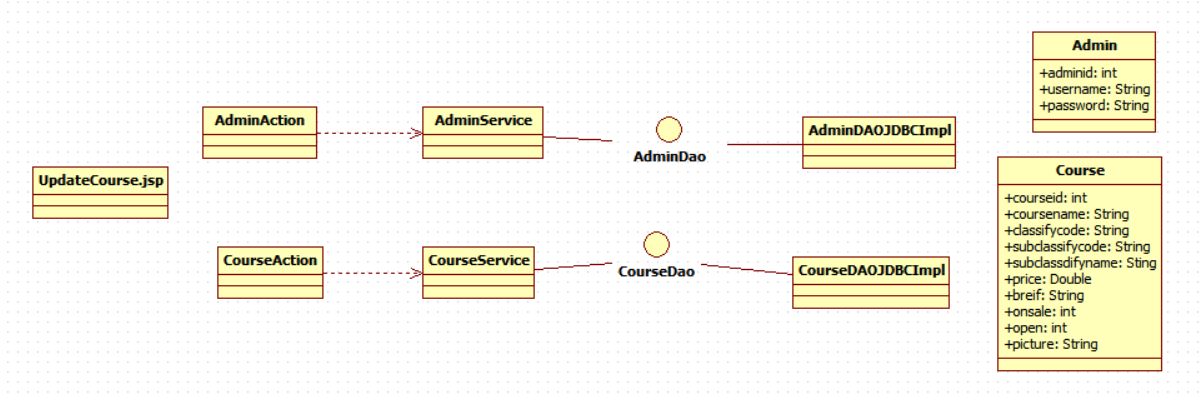 UpdateCourse.jsp
AdminAction
AdminService
AdminDao
AdminDAOJDBCImpl
CourseAction
CourseService
CourseDao
CourseDAOJDBCImpl
Admin
+adminid: int
+username: String
+password: String
Course
+courseid: int
+coursename: String
+classifycode: String
+subclassifycode: String
+subclassdifyname: Sting
+price: Double
+breif: String
+onsale: int
+open: int
+picture: String